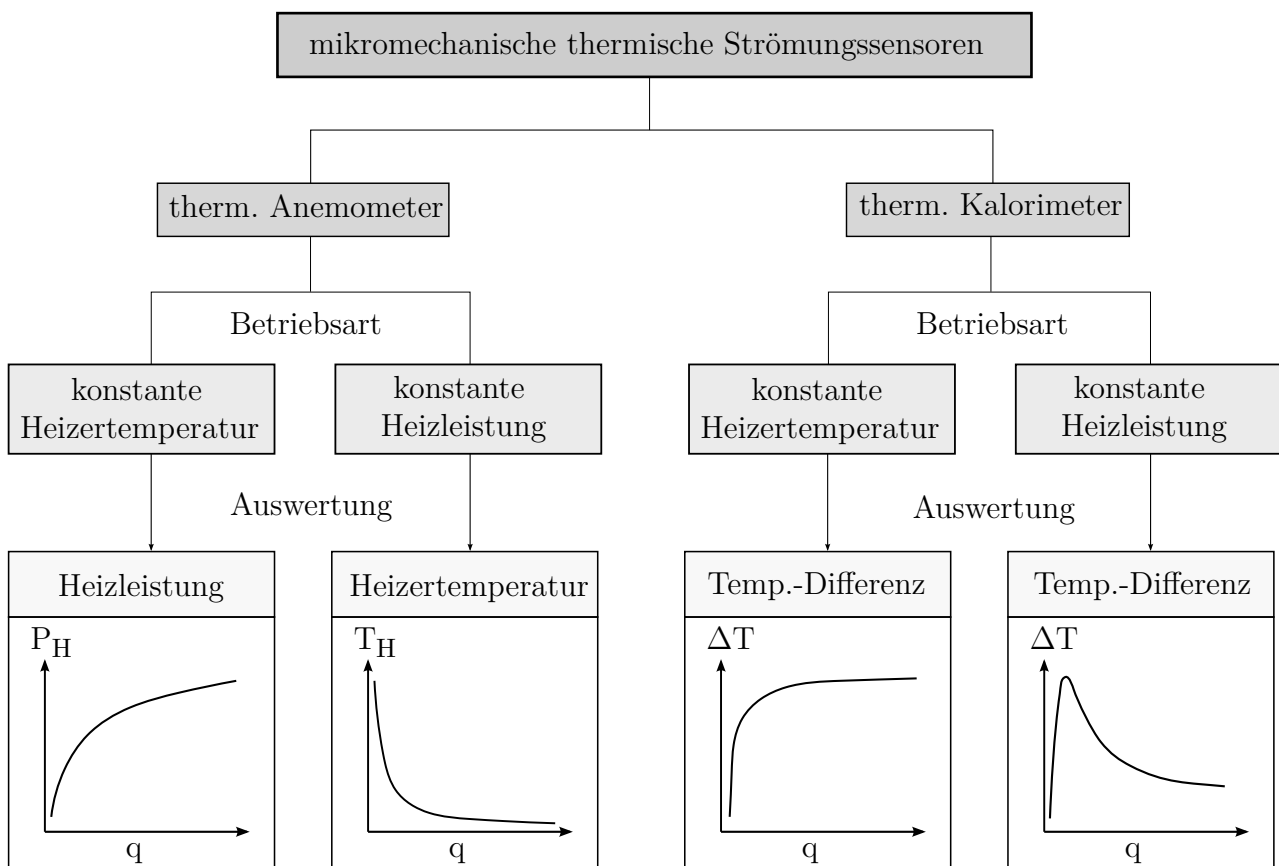 mikromechanische thermische Strömungssensoren
therm. Anemometer
therm. Kalorimeter
Betriebsart
Betriebsart
konstante
Heizertemperatur
konstante
Heizleistung
konstante
Heizertemperatur
konstante
Heizleistung
Auswertung
Auswertung
Heizleistung
Heizertemperatur
Temp.-Differenz
Temp.-Differenz
P_H
T_H
ΔT
ΔT
q
q
q
q